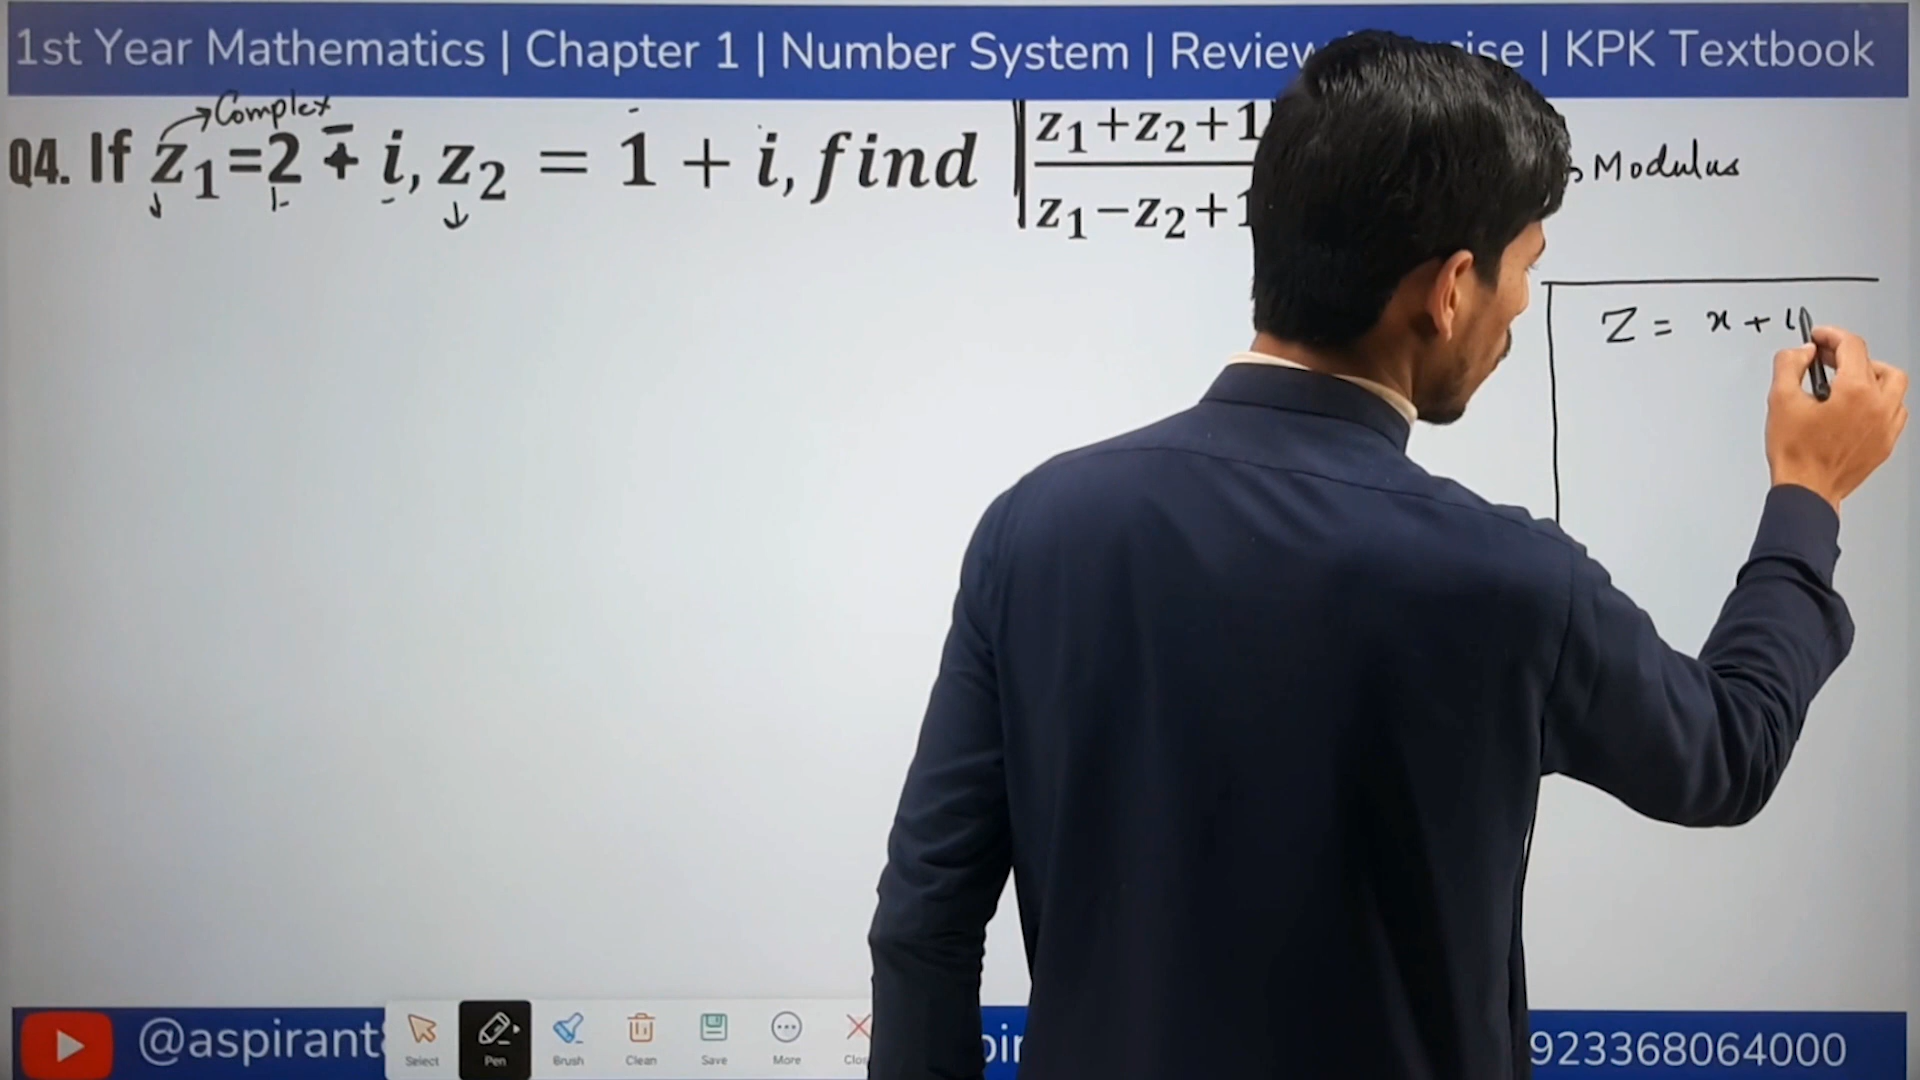 1st Year Mathematics | Chapter 1 | Number System | Review | KPK Textbook
Complex
Q4. If z₁=2 + i, z₂ = 1 + i, find |z₁+z₂+1
z₁−z₂+1
Modulus
Z = x +
@aspirant
923368064000
Select Pen Brush Clean Save More